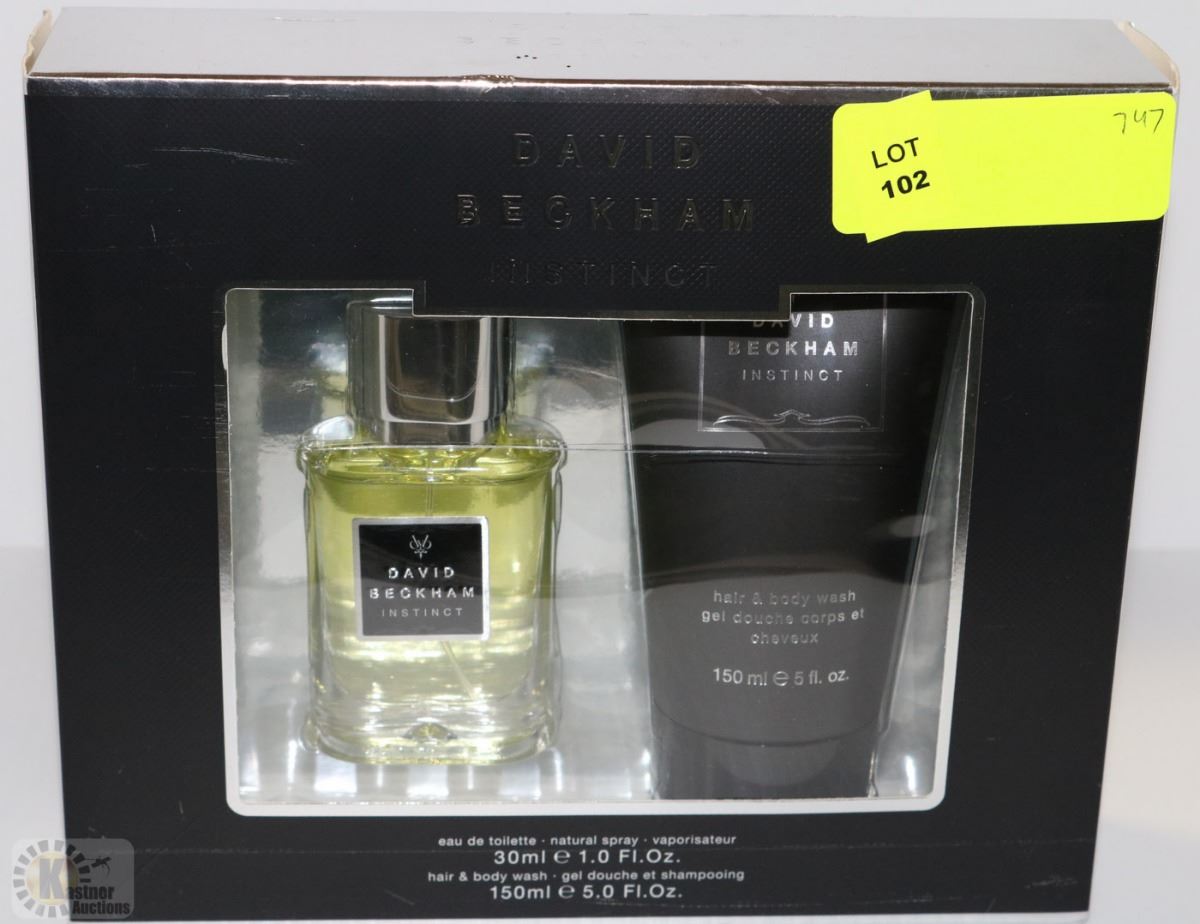 DAVID
BECKHAM
INSTINCT
LOT
102
747
DAVID
BECKHAM
INSTINCT
DAVID
BECKHAM
INSTINCT
hair & body wash
gel douche corps et
cheveux
150 ml e 5 fl. oz.
eau de toilette · natural spray · vaporisateur
30ml e 1.0 Fl.Oz.
hair & body wash · gel douche et shampooing
150ml e 5.0 Fl.Oz.
Kastner
Auctions